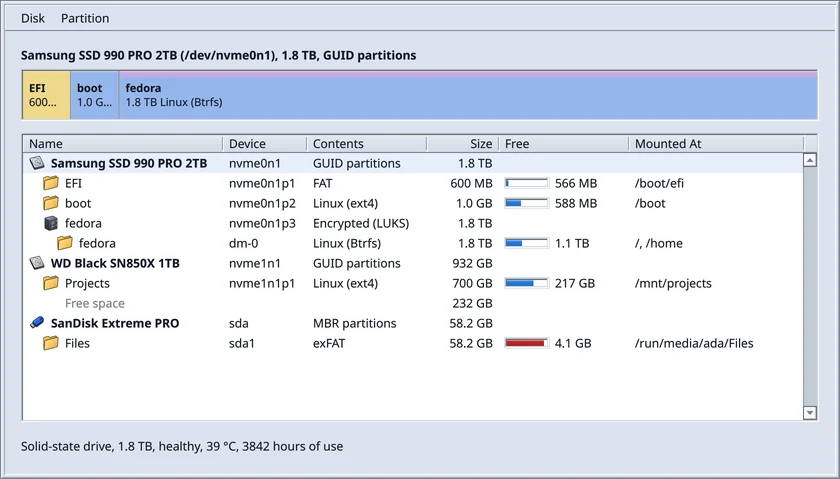 Disk Partition
Samsung SSD 990 PRO 2TB (/dev/nvme0n1), 1.8 TB, GUID partitions
EFI boot fedora
600... 1.0 G... 1.8 TB Linux (Btrfs)
Name Device Contents Size Free Mounted At
Samsung SSD 990 PRO 2TB nvme0n1 GUID partitions 1.8 TB
EFI nvme0n1p1 FAT 600 MB 566 MB /boot/efi
boot nvme0n1p2 Linux (ext4) 1.0 GB 588 MB /boot
fedora nvme0n1p3 Encrypted (LUKS) 1.8 TB
fedora dm-0 Linux (Btrfs) 1.8 TB 1.1 TB /, /home
WD Black SN850X 1TB nvme1n1 GUID partitions 932 GB
Projects nvme1n1p1 Linux (ext4) 700 GB 217 GB /mnt/projects
Free space 232 GB
SanDisk Extreme PRO sda MBR partitions 58.2 GB
Files sda1 exFAT 58.2 GB 4.1 GB /run/media/ada/Files
Solid-state drive, 1.8 TB, healthy, 39 °C, 3842 hours of use